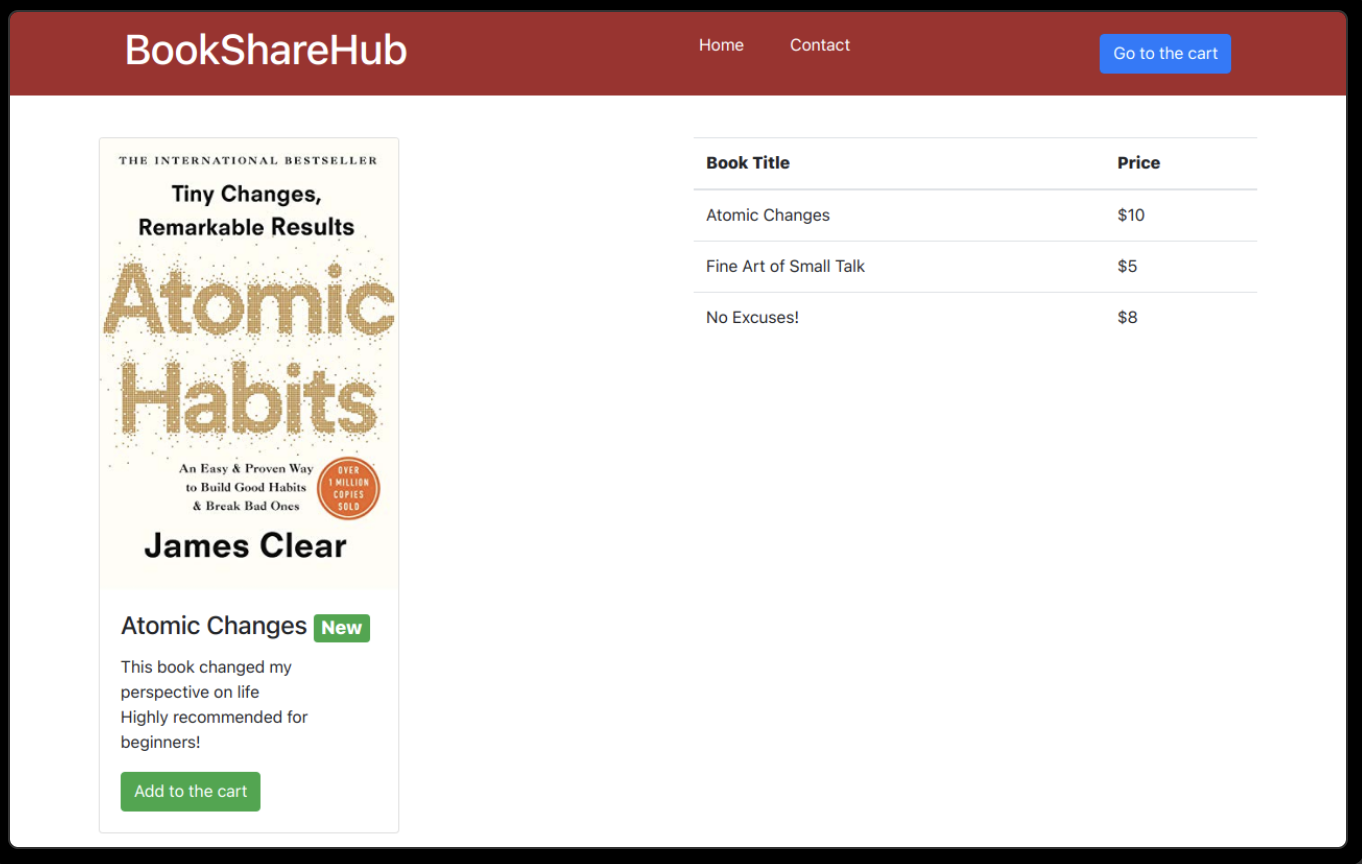 BookShareHub
Home
Contact
Go to the cart
THE INTERNATIONAL BESTSELLER
Tiny Changes,
Remarkable Results
Atomic
Habits
An Easy & Proven Way
to Build Good Habits
& Break Bad Ones
OVER
1 MILLION
COPIES
SOLD
James Clear
Atomic Changes New
This book changed my
perspective on life
Highly recommended for
beginners!
Add to the cart
Book Title Price
Atomic Changes $10
Fine Art of Small Talk $5
No Excuses! $8